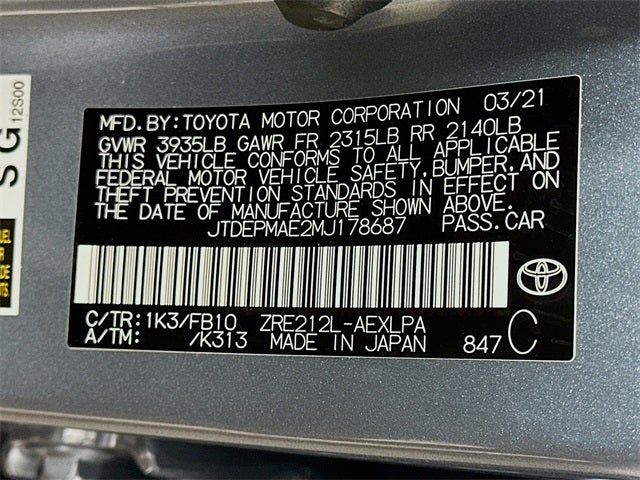 MFD. BY: TOYOTA MOTOR CORPORATION 03/21
GVWR 3935LB GAWR FR 2315LB RR 2140LB
THIS VEHICLE CONFORMS TO ALL APPLICABLE
FEDERAL MOTOR VEHICLE SAFETY, BUMPER, AND
THEFT PREVENTION STANDARDS IN EFFECT ON
THE DATE OF MANUFACTURE SHOWN ABOVE.
JTDEPMAE2MJ178687 PASS. CAR
C/TR: 1K3/FB10 ZRE212L-AEXLPA
A/TM: /K313 MADE IN JAPAN 847 C
S G
12S00